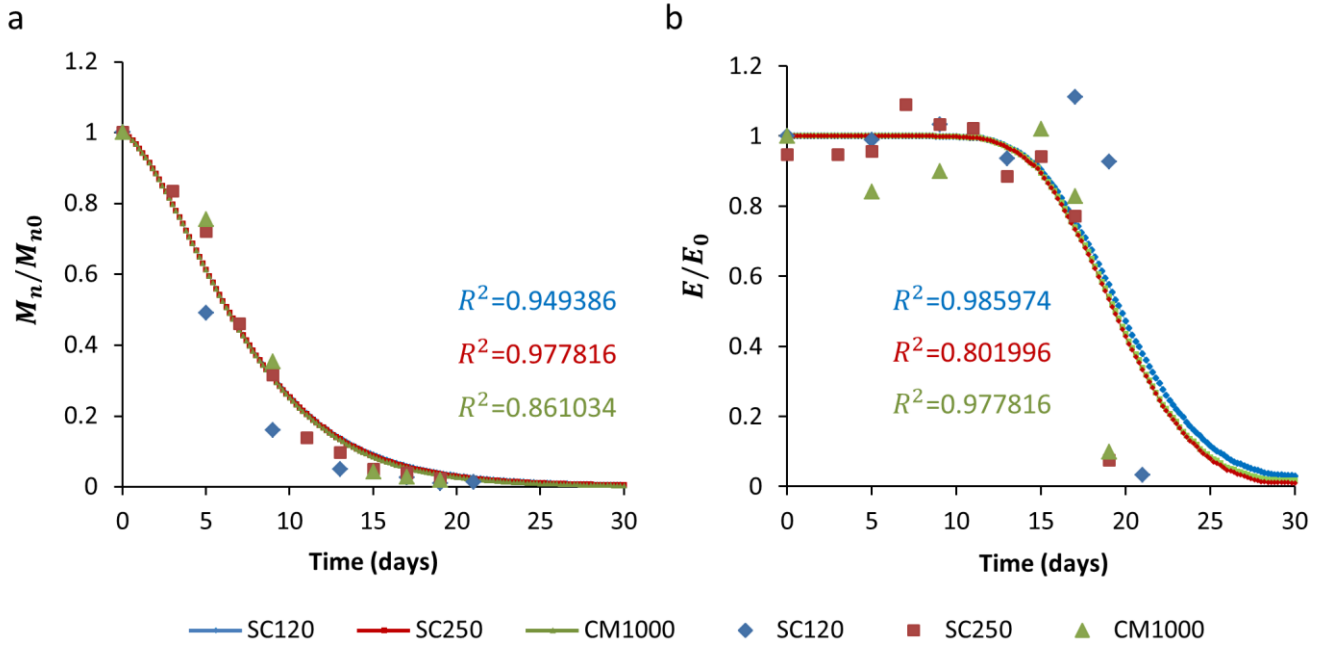 a
1.2
1
0.8
0.6
0.4
0.2
0
0 5 10 15 20 25 30
Mn/Mn0
Time (days)
R²=0.949386
R²=0.977816
R²=0.861034
b
1.2
1
0.8
0.6
0.4
0.2
0
0 5 10 15 20 25 30
E/E0
Time (days)
R²=0.985974
R²=0.801996
R²=0.977816
SC120 SC250 CM1000 SC120 SC250 CM1000